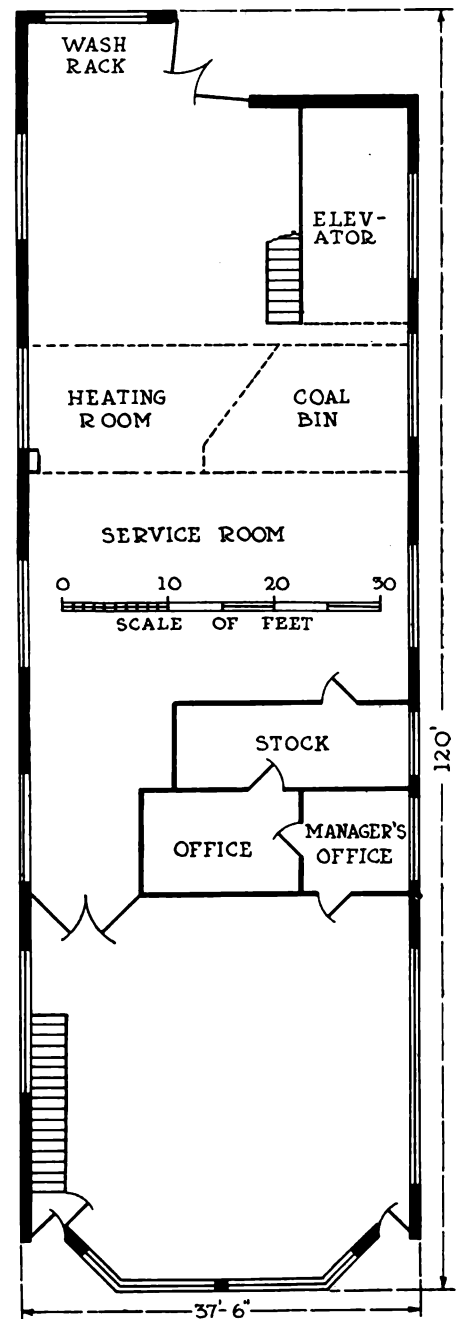 WASH
RACK
ELEV-
ATOR
HEATING
ROOM
COAL
BIN
SERVICE ROOM
0 10 20 30
SCALE OF FEET
STOCK
120'
OFFICE
MANAGER'S
OFFICE
37'-6"